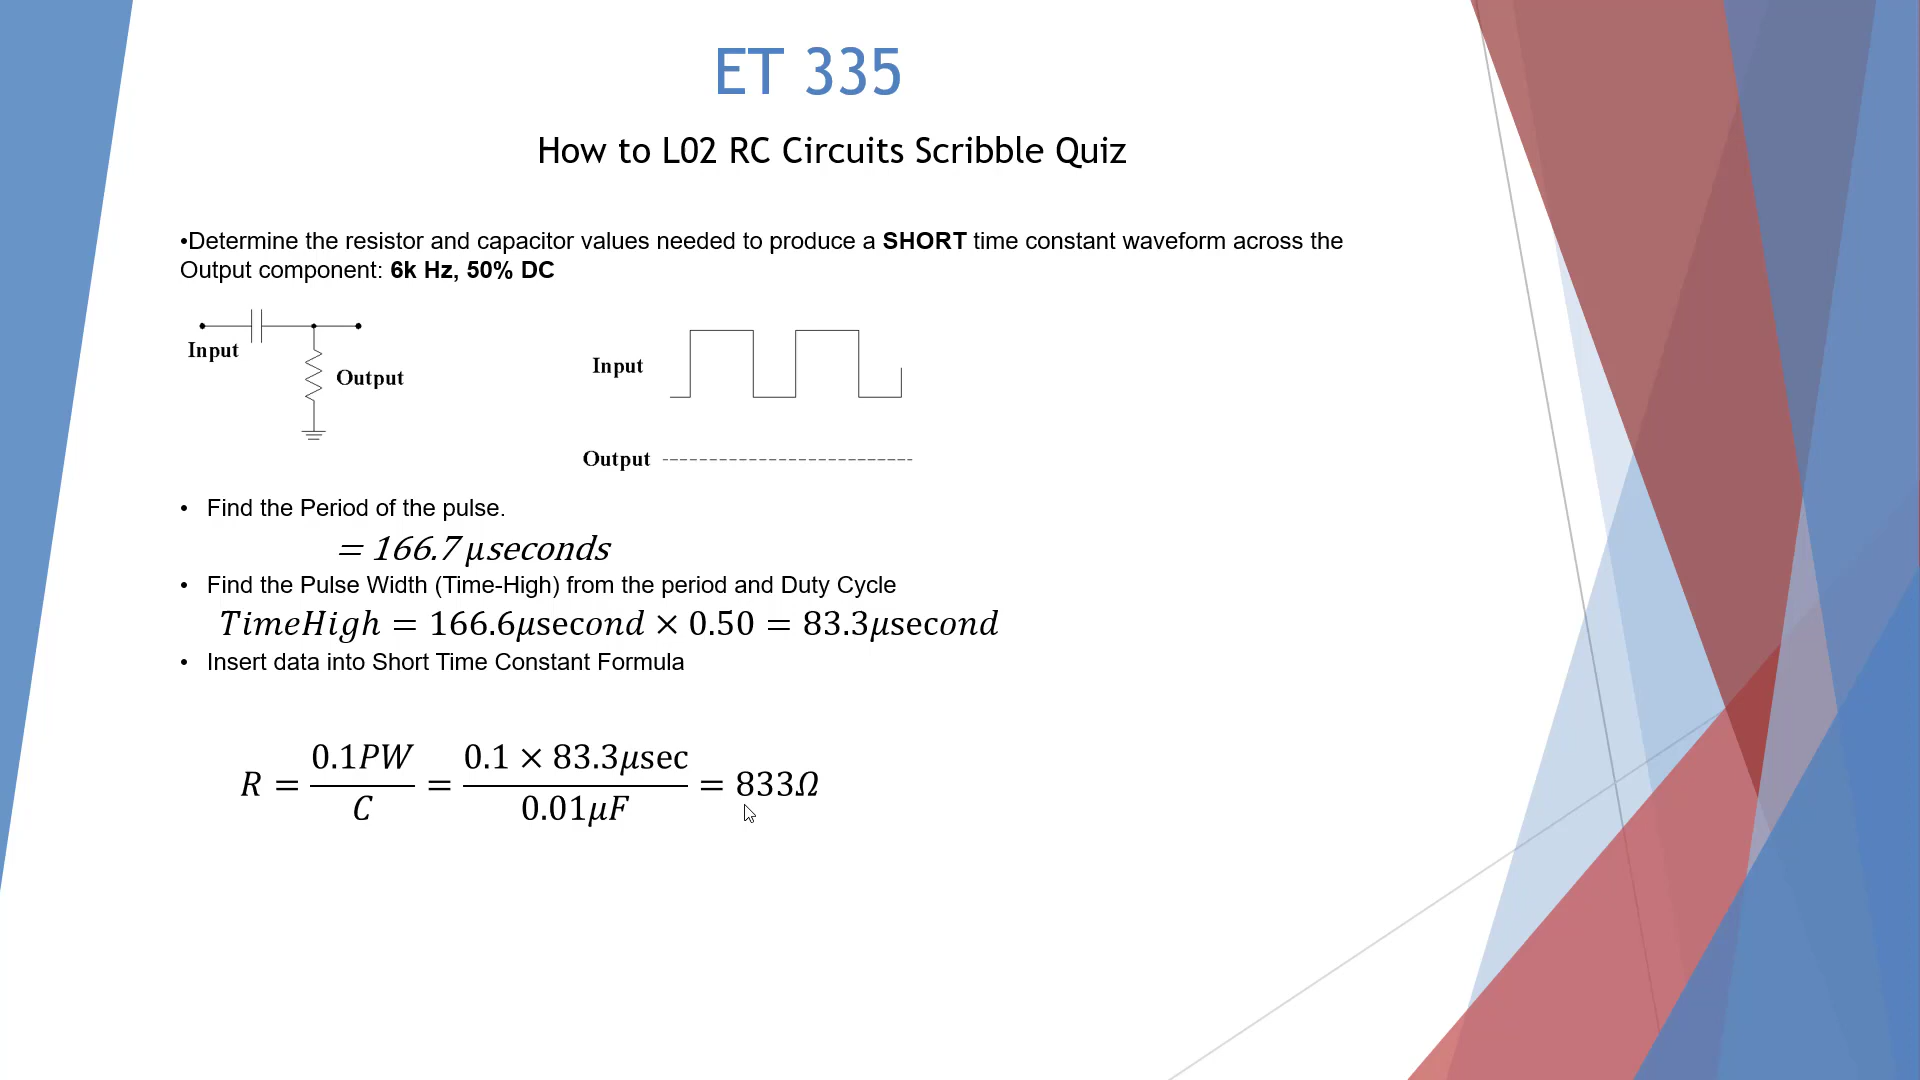 ET 335
How to L02 RC Circuits Scribble Quiz
•Determine the resistor and capacitor values needed to produce a SHORT time constant waveform across the
Output component: 6k Hz, 50% DC
Input
Output
Input
Output
• Find the Period of the pulse.
= 166.7 μseconds
• Find the Pulse Width (Time-High) from the period and Duty Cycle
TimeHigh = 166.6μsecond × 0.50 = 83.3μsecond
• Insert data into Short Time Constant Formula
R = 0.1PW / C = 0.1 × 83.3μsec / 0.01μF = 833Ω